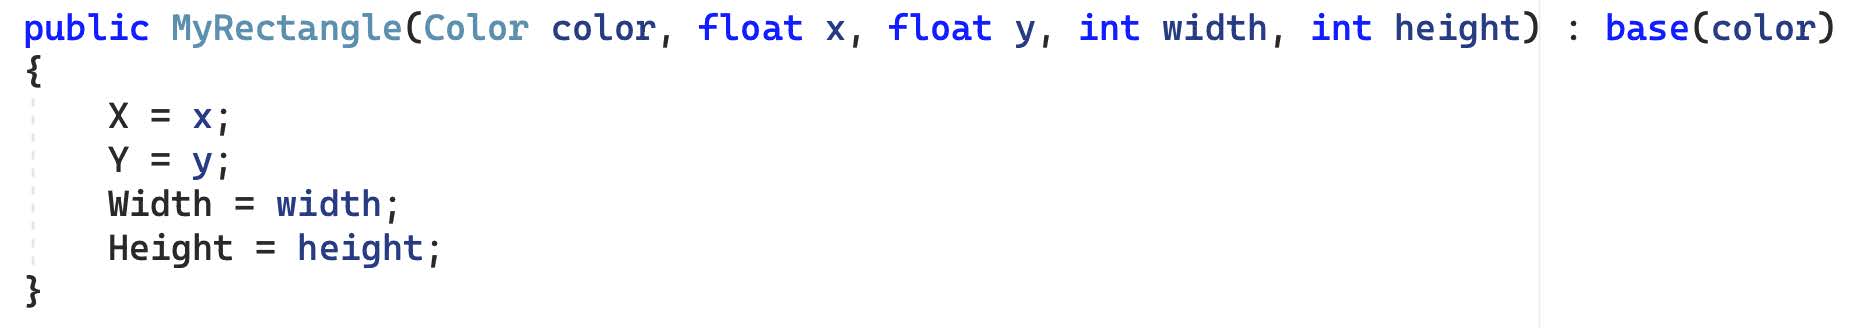 public MyRectangle(Color color, float x, float y, int width, int height) : base(color)
{
    X = x;
    Y = y;
    Width = width;
    Height = height;
}